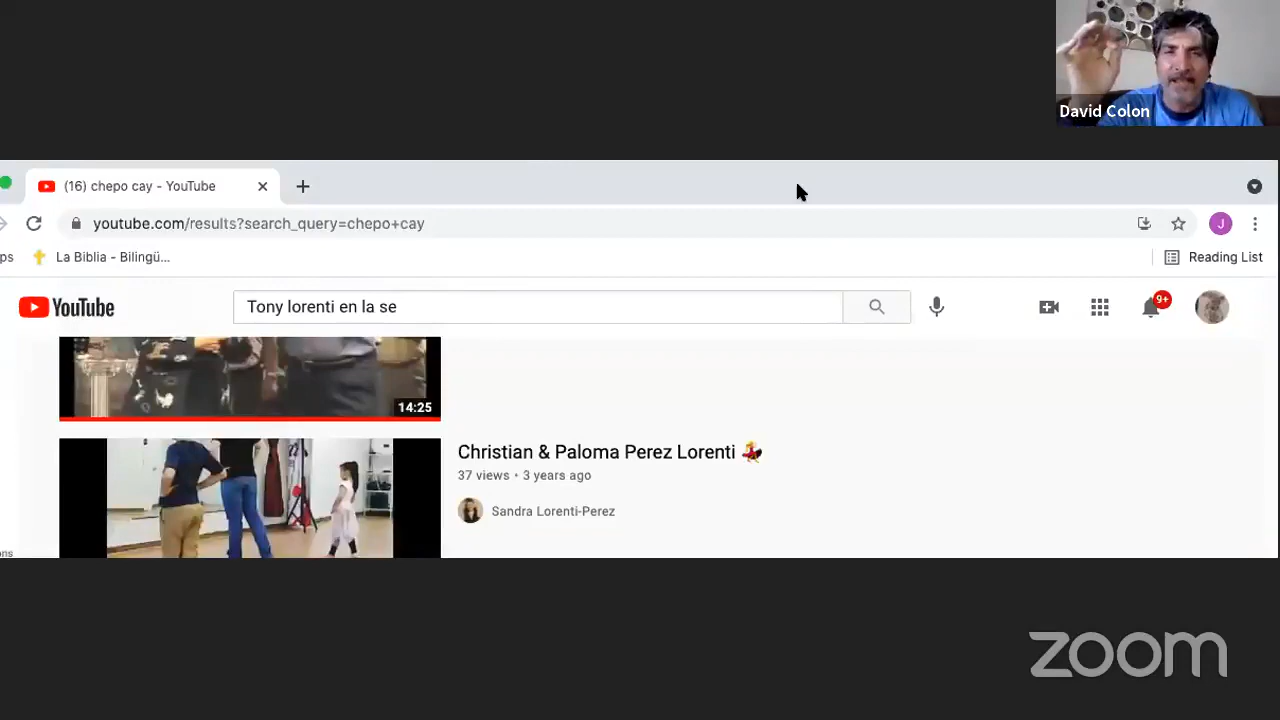 David Colon
(16) chepo cay - YouTube
youtube.com/results?search_query=chepo+cay
J
ps
La Biblia - Bilingü...
Reading List
YouTube
Tony lorenti en la se
9+
14:25
Christian & Paloma Perez Lorenti 💃
37 views • 3 years ago
Sandra Lorenti-Perez
ons
zoom